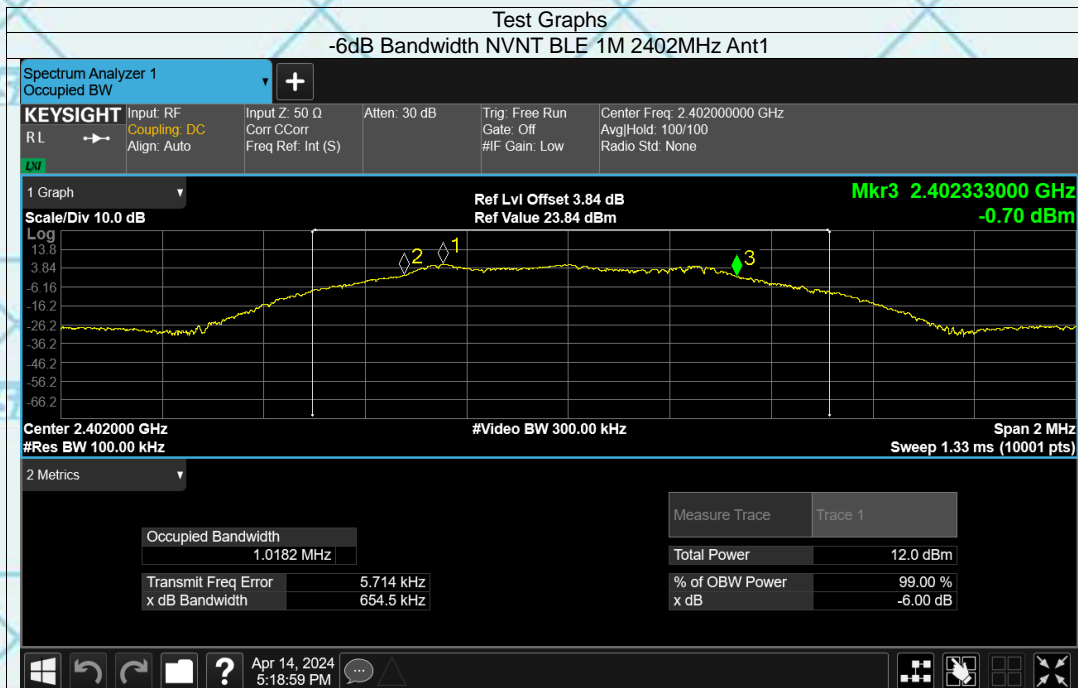 Test Graphs
-6dB Bandwidth NVNT BLE 1M 2402MHz Ant1
Spectrum Analyzer 1
Occupied BW
+
KEYSIGHT Input: RF Input Z: 50 Ω Atten: 30 dB Trig: Free Run Center Freq: 2.402000000 GHz
RL Coupling: DC Corr CCorr Gate: Off Avg|Hold: 100/100
Align: Auto Freq Ref: Int (S) #IF Gain: Low Radio Std: None
LXI
1 Graph Ref Lvl Offset 3.84 dB Mkr3 2.402333000 GHz
Scale/Div 10.0 dB Ref Value 23.84 dBm -0.70 dBm
Log
13.8
3.84
-6.16
-16.2
-26.2
-36.2
-46.2
-56.2
-66.2
2 1 3
Center 2.402000 GHz #Video BW 300.00 kHz Span 2 MHz
#Res BW 100.00 kHz Sweep 1.33 ms (10001 pts)
2 Metrics
Measure Trace Trace 1
Occupied Bandwidth
1.0182 MHz Total Power 12.0 dBm
Transmit Freq Error 5.714 kHz % of OBW Power 99.00 %
x dB Bandwidth 654.5 kHz x dB -6.00 dB
? Apr 14, 2024
5:18:59 PM